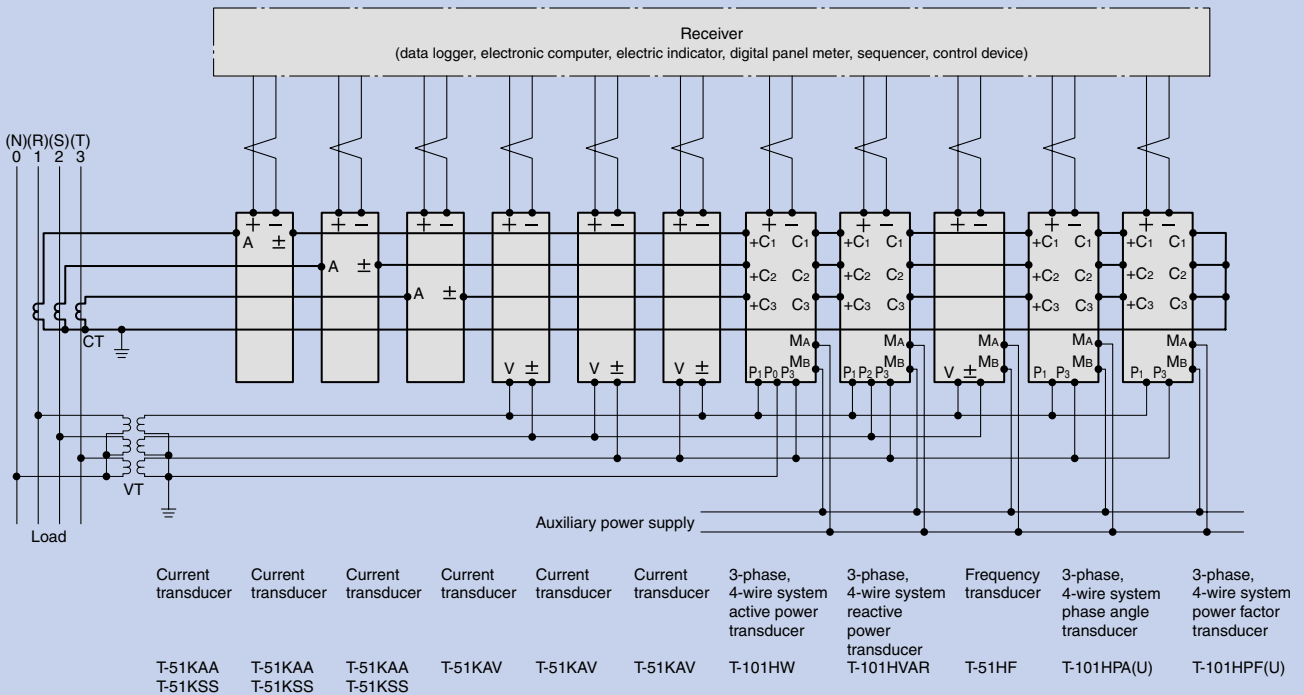 Receiver
(data logger, electronic computer, electric indicator, digital panel meter, sequencer, control device)
(N)(R)(S)(T)
0 1 2 3
+ − + − + − + − + − + − + − + − + − + − + −
A ± +C1 C1 +C1 C1 +C1 C1 +C1 C1
A ± +C2 C2 +C2 C2 +C2 C2 +C2 C2
A ± +C3 C3 +C3 C3 +C3 C3 +C3 C3
CT
MA MA MA MA MA
MB MB MB MB MB
V ± V ± V ± P1 P0 P3 P1 P2 P3 V ± P1 P3 P1 P3
VT
Auxiliary power supply
Load
Current transducer
Current transducer
Current transducer
Current transducer
Current transducer
Current transducer
3-phase,
4-wire system
active power
transducer
3-phase,
4-wire system
reactive
power
transducer
Frequency
transducer
3-phase,
4-wire system
phase angle
transducer
3-phase,
4-wire system
power factor
transducer
T-51KAA T-51KAA T-51KAA T-51KAV T-51KAV T-51KAV T-101HW T-101HVAR T-51HF T-101HPA(U) T-101HPF(U)
T-51KSS T-51KSS T-51KSS